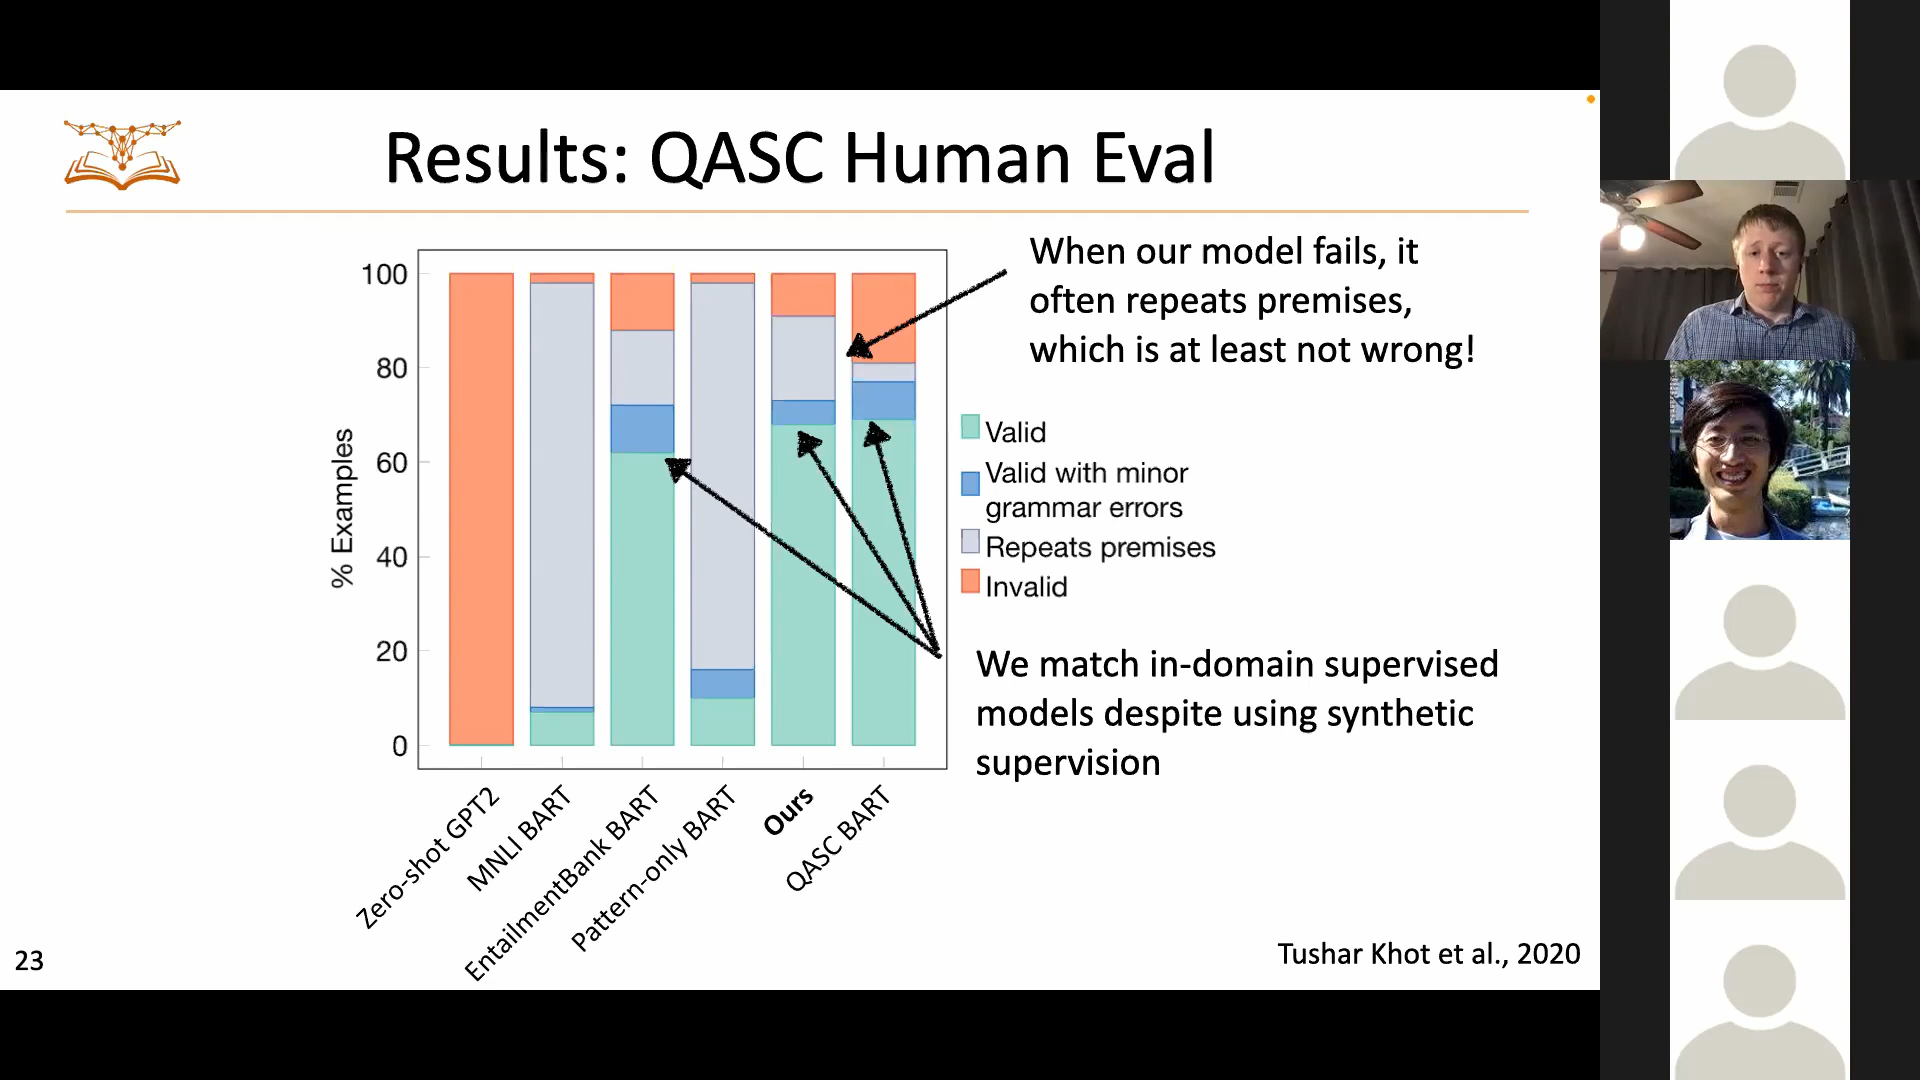 Results: QASC Human Eval
When our model fails, it
often repeats premises,
which is at least not wrong!
100
80
60
40
20
0
% Examples
Valid
Valid with minor
grammar errors
Repeats premises
Invalid
We match in-domain supervised
models despite using synthetic
supervision
Zero-shot GPT2
MNLI BART
EntailmentBank BART
Pattern-only BART
Ours
QASC BART
23
Tushar Khot et al., 2020